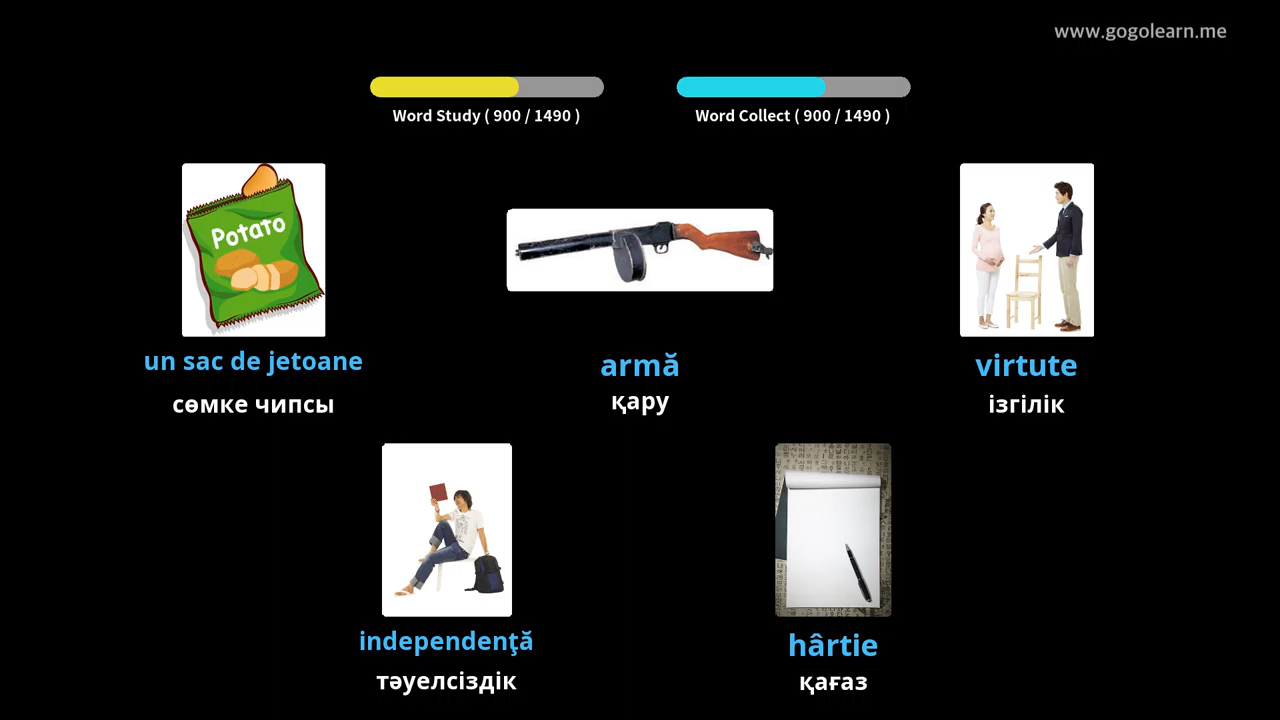 www.gogolearn.me
Word Study ( 900 / 1490 )
Word Collect ( 900 / 1490 )
Potato
un sac de jetoane
сөмке чипсы
armă
қару
virtute
ізгілік
independenţă
тәуелсіздік
hârtie
қағаз